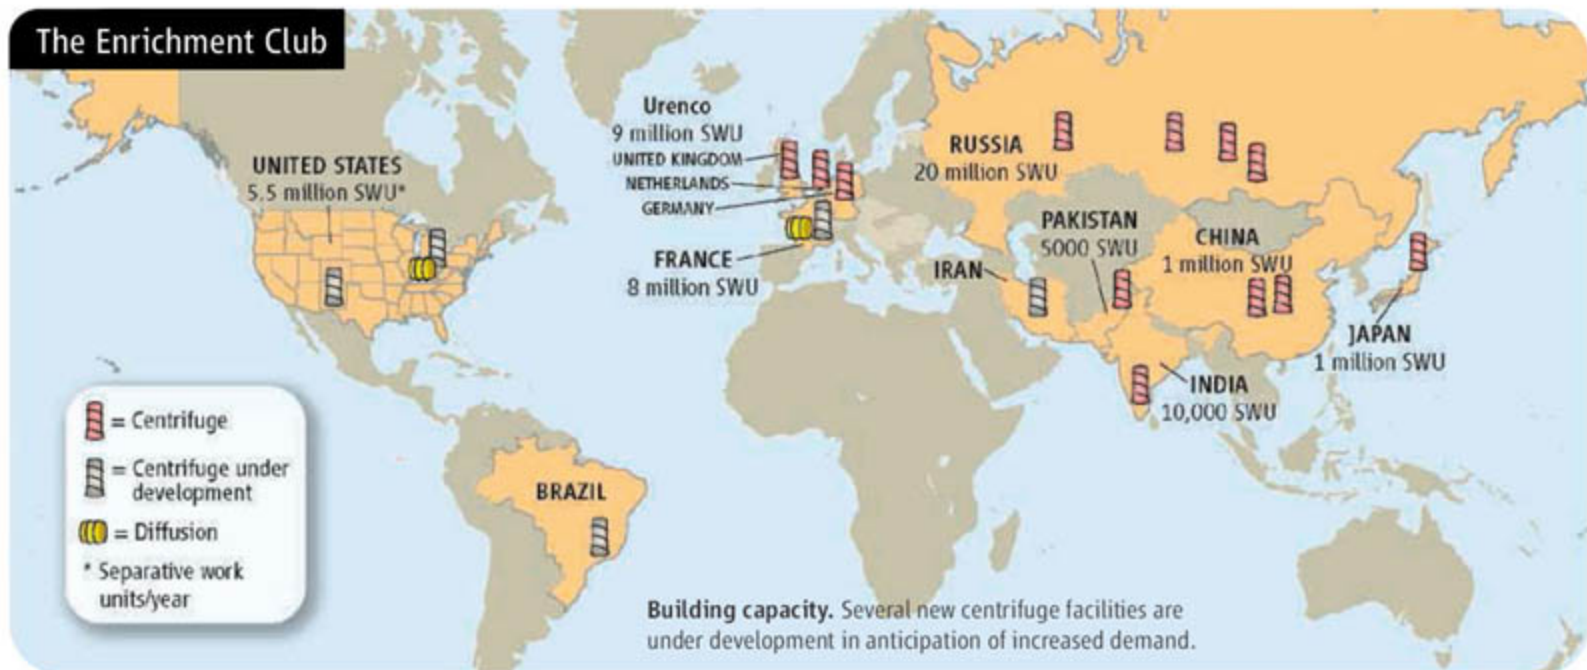 The Enrichment Club
UNITED STATES
5.5 million SWU*
Urenco
9 million SWU
UNITED KINGDOM
NETHERLANDS
GERMANY
FRANCE
8 million SWU
RUSSIA
20 million SWU
PAKISTAN
5000 SWU
CHINA
1 million SWU
IRAN
JAPAN
1 million SWU
INDIA
10,000 SWU
BRAZIL
= Centrifuge
= Centrifuge under
development
= Diffusion
* Separative work
units/year
Building capacity. Several new centrifuge facilities are
under development in anticipation of increased demand.